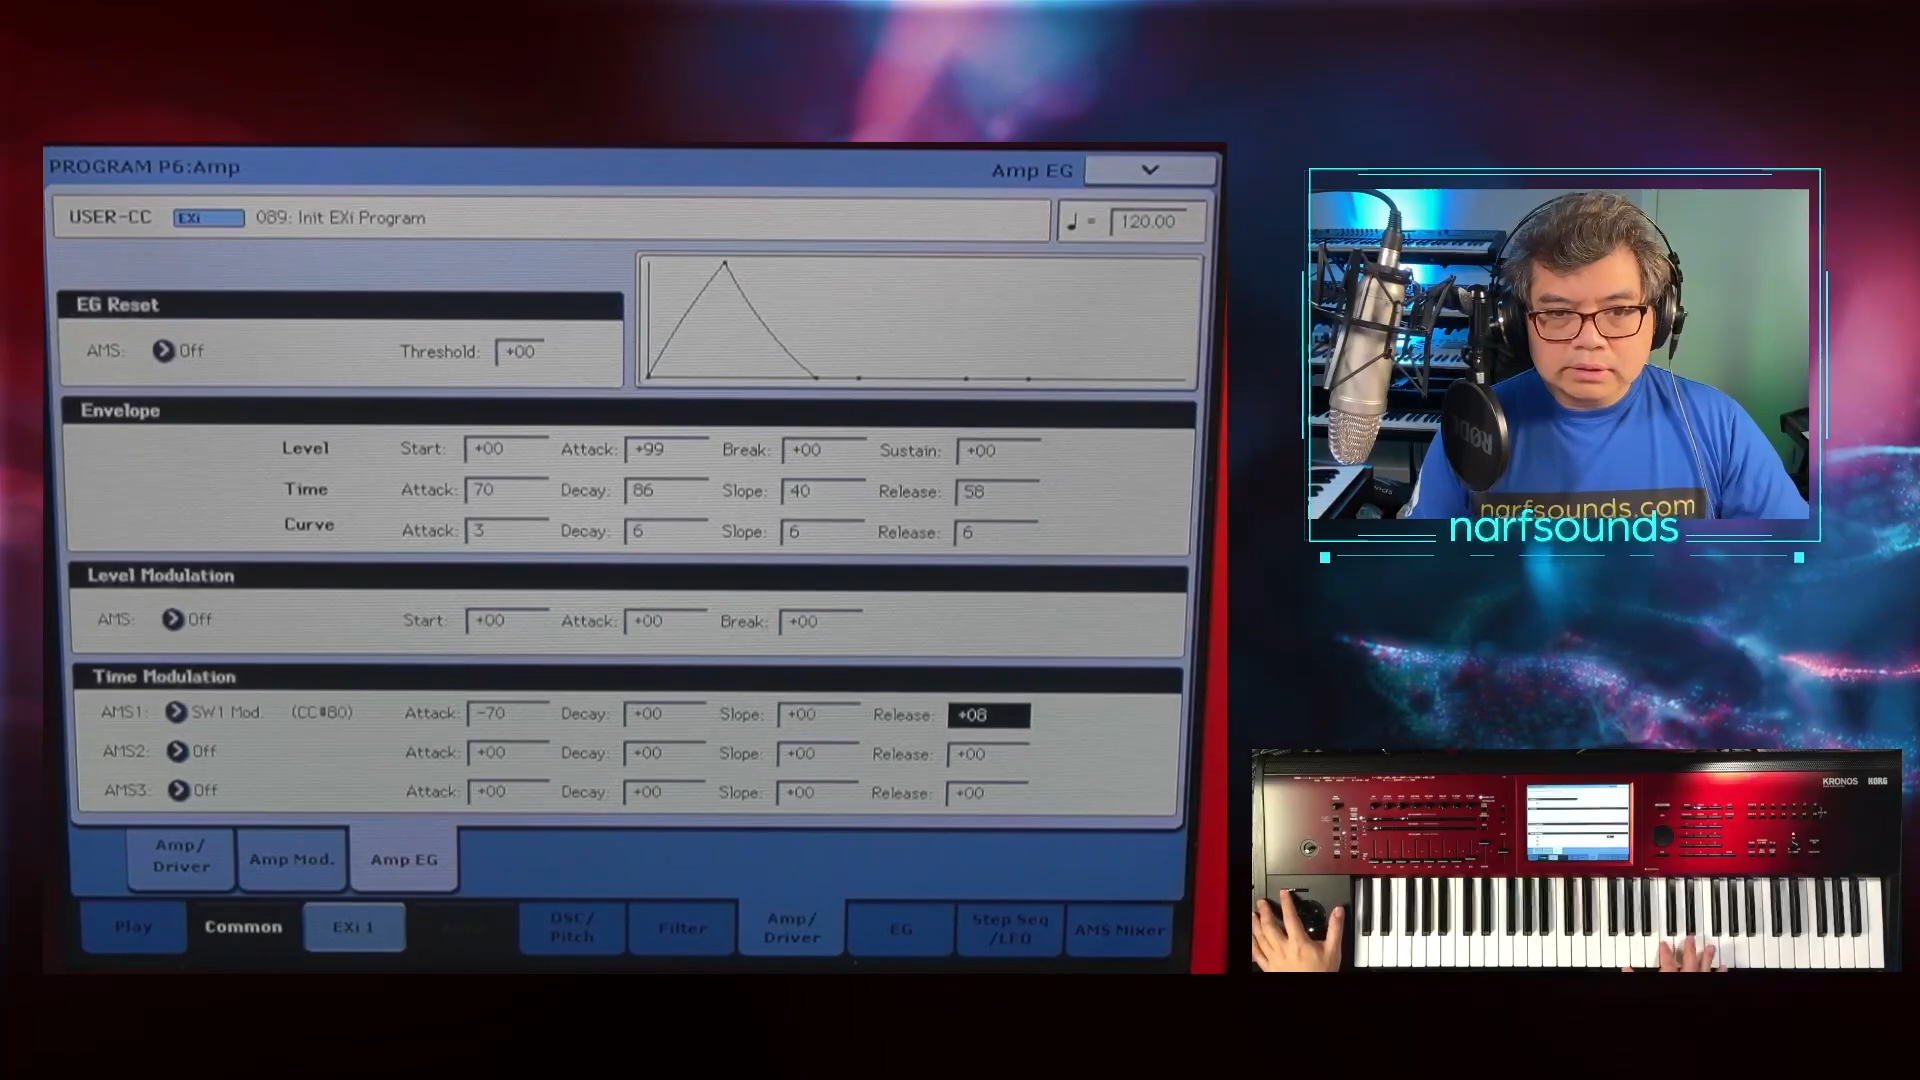 PROGRAM P6:Amp
Amp EG
USER-CC EXi 089: Init EXi Program
♩ = 120.00
EG Reset
AMS: Off Threshold: +00
Envelope
Level Start: +00 Attack: +99 Break: +00 Sustain: +00
Time Attack: 70 Decay: 86 Slope: 40 Release: 58
Curve Attack: 3 Decay: 6 Slope: 6 Release: 6
Level Modulation
AMS: Off Start: +00 Attack: +00 Break: +00
Time Modulation
AMS1: SW1 Mod. (CC#80) Attack: -70 Decay: +00 Slope: +00 Release: +08
AMS2: Off Attack: +00 Decay: +00 Slope: +00 Release: +00
AMS3: Off Attack: +00 Decay: +00 Slope: +00 Release: +00
Amp/
Driver
Amp Mod.
Amp EG
Play
Common
EXi 1
OSC/
Pitch
Filter
Amp/
Driver
EG
Step Seq
/LFO
AMS Mixer
RODE
narfsounds.com
narfsounds
KRONOS KORG